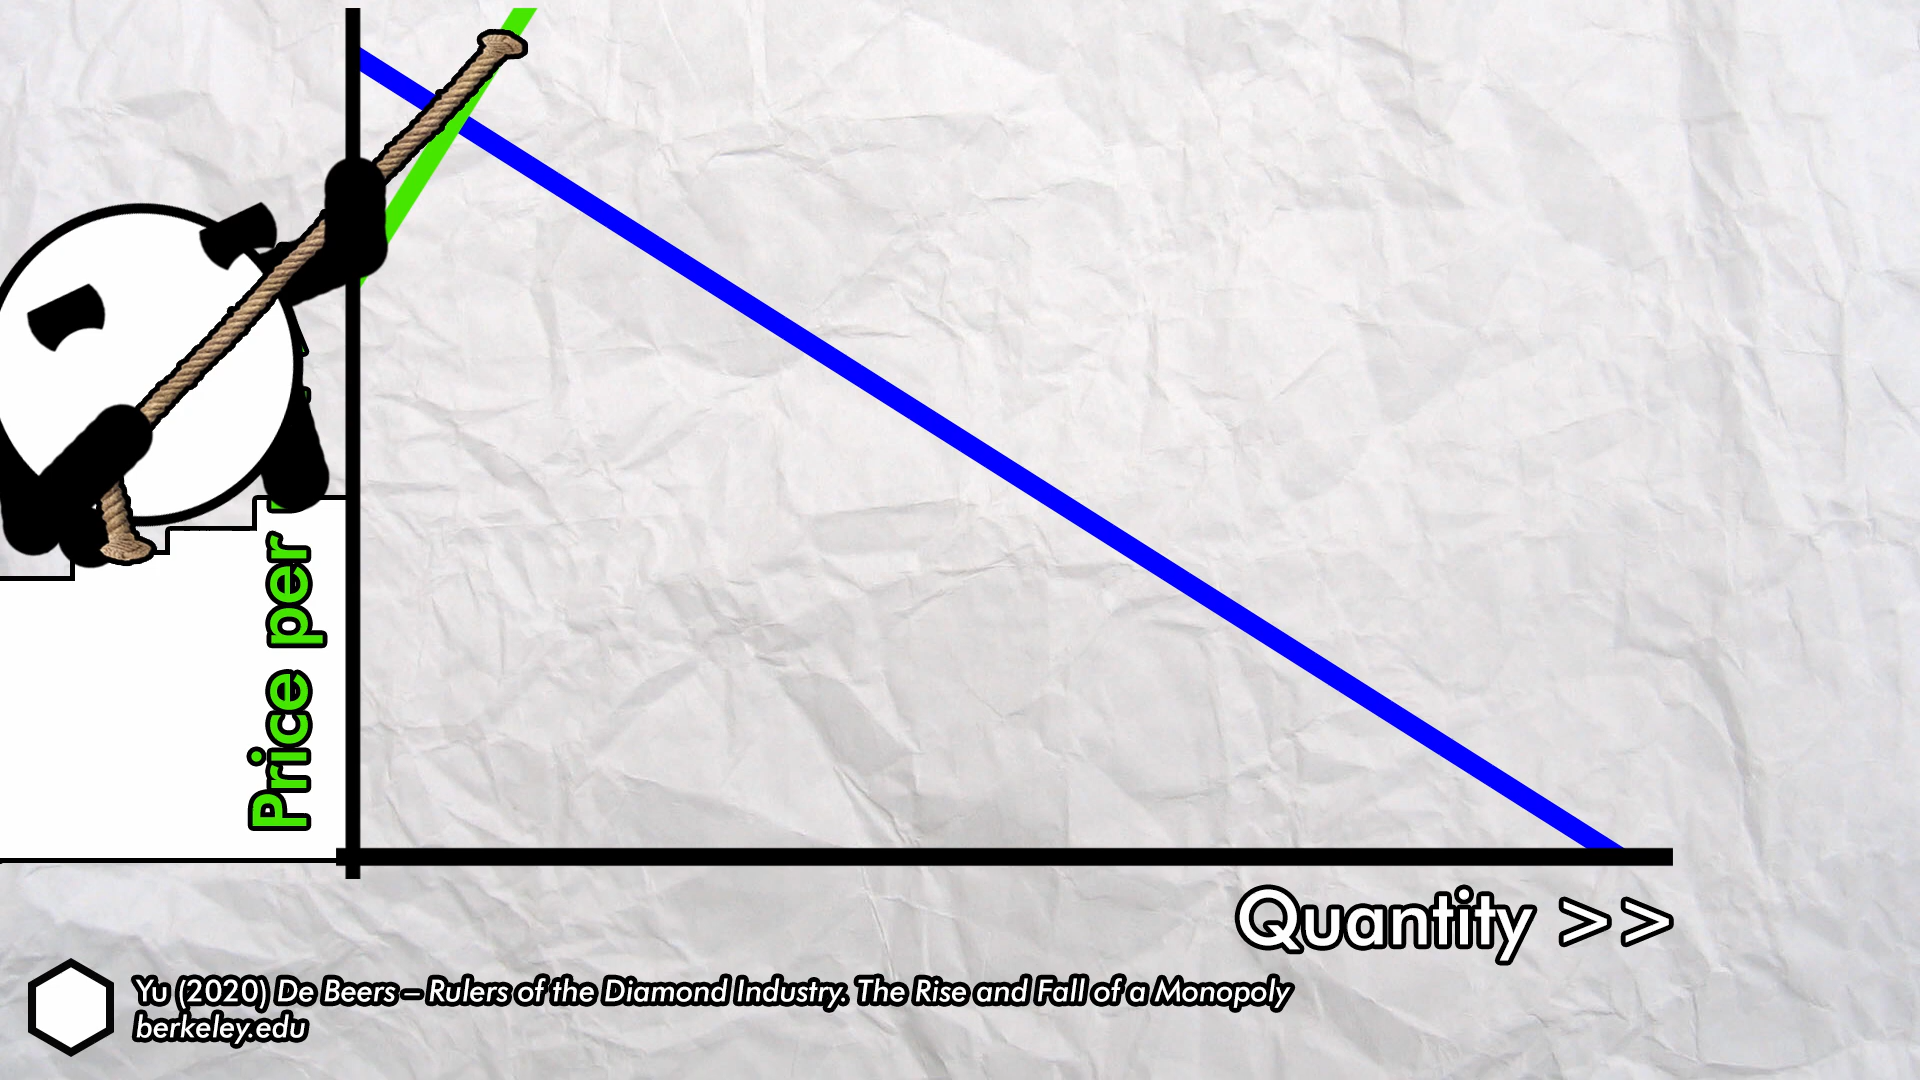 Price per
Quantity >>
Yu (2020) De Beers – Rulers of the Diamond Industry. The Rise and Fall of a Monopoly
berkeley.edu